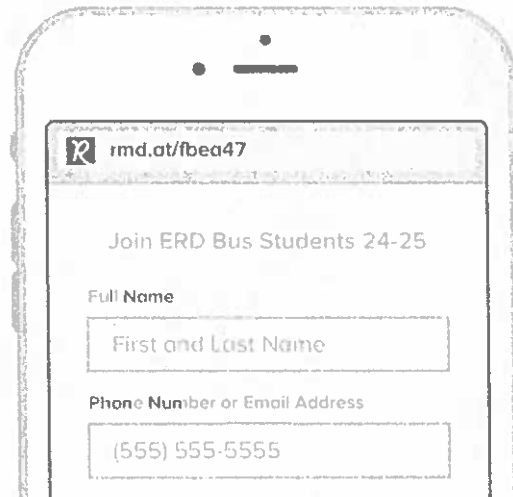 R rmd.at/fbea47
Join ERD Bus Students 24-25
Full Name
First and Last Name
Phone Number or Email Address
(555) 555-5555